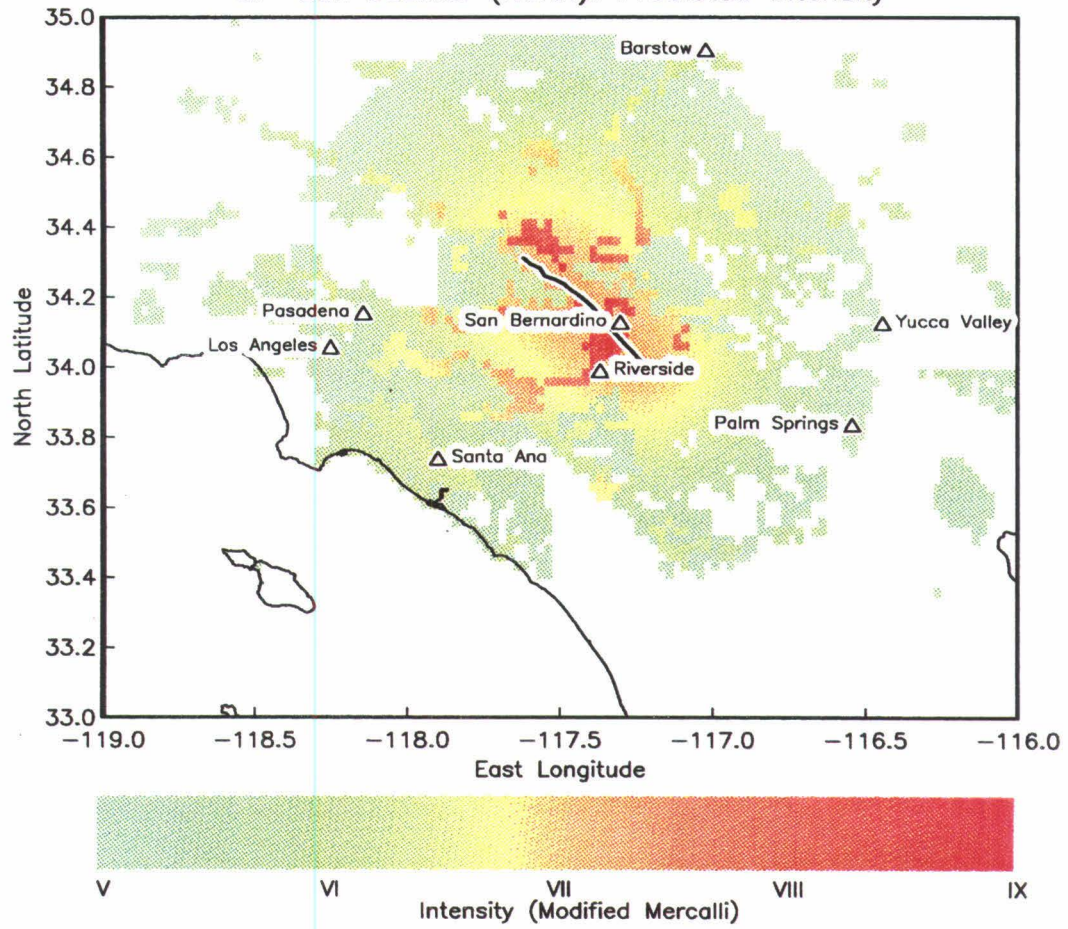 35.0
34.8
34.6
34.4
34.2
34.0
33.8
33.6
33.4
33.2
33.0
North Latitude
Barstow
Pasadena
San Bernardino
Yucca Valley
Los Angeles
Riverside
Palm Springs
Santa Ana
−119.0 −118.5 −118.0 −117.5 −117.0 −116.5 −116.0
East Longitude
V VI VII VIII IX
Intensity (Modified Mercalli)